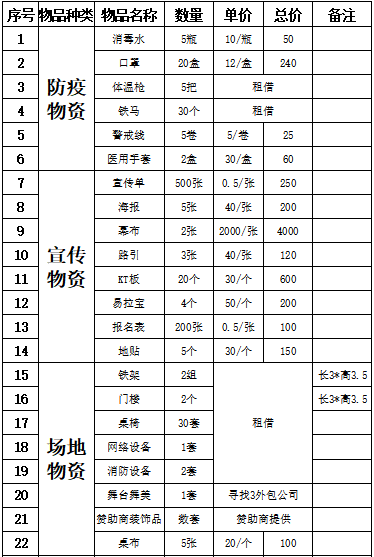 序号 物品种类 物品名称 数量 单价 总价 备注
1 防疫物资 消毒水 5瓶 10/瓶 50
2 口罩 20盒 12/盒 240
3 体温枪 5把 租借
4 铁马 30个 租借
5 警戒线 5卷 5/卷 25
6 医用手套 2盒 30/盒 60
7 宣传物资 宣传单 500张 0.5/张 250
8 海报 5张 40/张 200
9 幕布 2张 2000/张 4000
10 路引 3张 40/张 120
11 KT板 20个 30/个 600
12 易拉宝 4个 50/个 200
13 报名表 200张 0.5/张 100
14 地贴 5个 30/个 150
15 场地物资 铁架 2组 租借 长3*高3.5
16 门楼 2个 长3*高3.5
17 桌椅 30套
18 网络设备 1套
19 消防设备 2套
20 舞台舞美 1套 寻找3外包公司
21 赞助商装饰品 数套 赞助商提供
22 桌布 5张 20/个 100